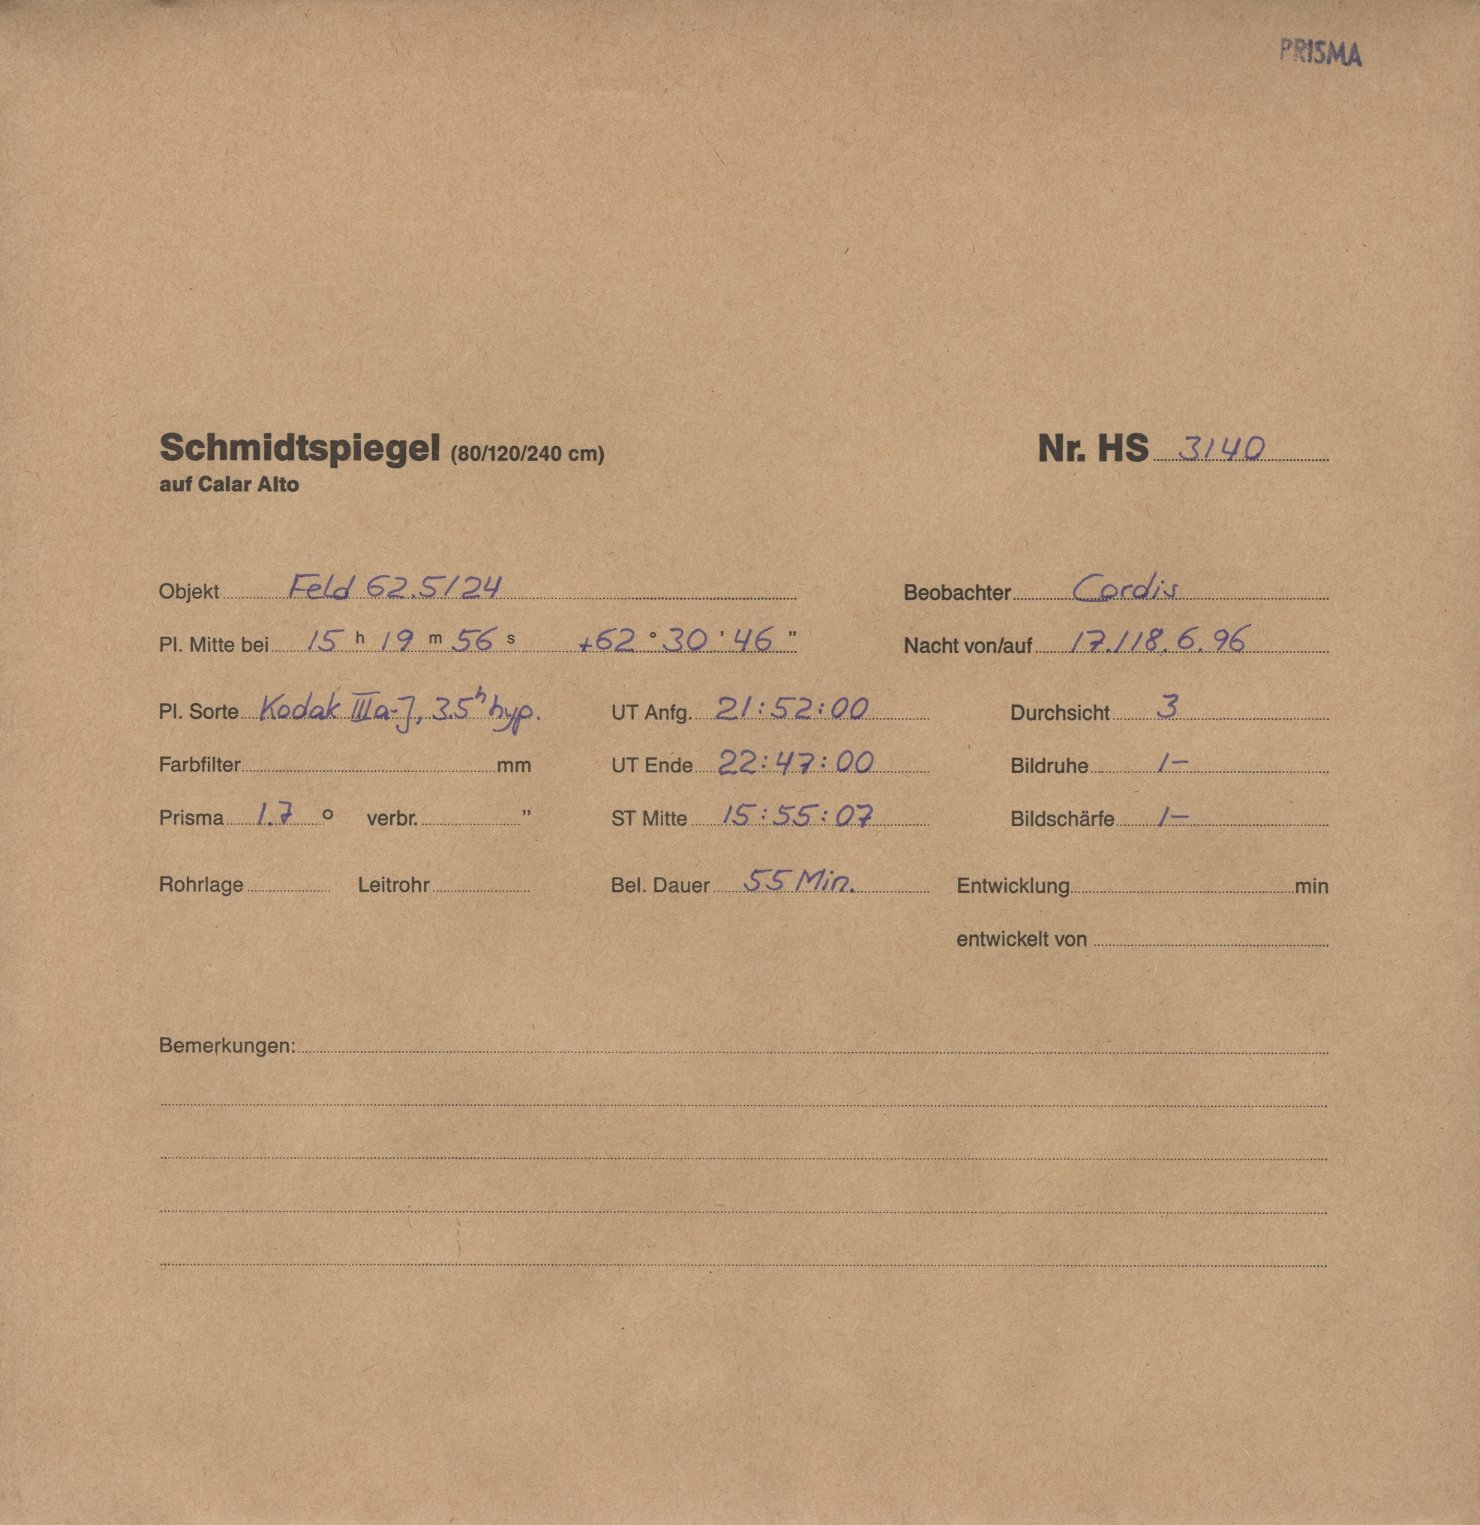 PRISMA
Schmidtspiegel (80/120/240 cm) Nr. HS 3140
auf Calar Alto
Objekt Feld 62.5/24 Beobachter Cordis
Pl. Mitte bei 15 h 19 m 56 s +62 ° 30 ' 46 " Nacht von/auf 17./18.6.96
Pl. Sorte Kodak IIIa-J, 3.5h hyp. UT Anfg. 21:52:00 Durchsicht 3
Farbfilter mm UT Ende 22:47:00 Bildruhe 1-
Prisma 1.7 ° verbr. " ST Mitte 15:55:07 Bildschärfe 1-
Rohrlage Leitrohr Bel. Dauer 55 Min. Entwicklung min
entwickelt von
Bemerkungen: